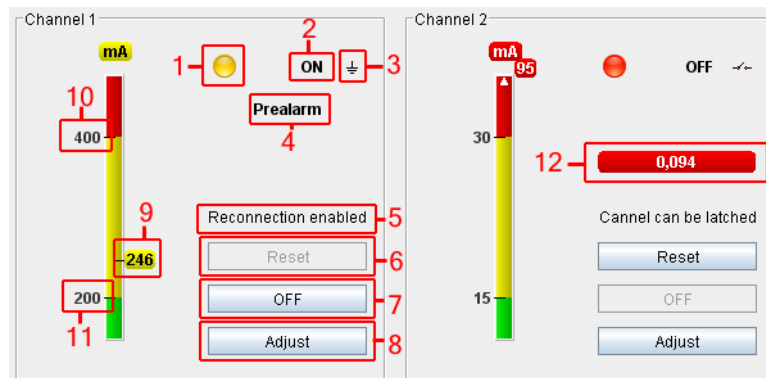 Channel 1
Channel 2
2
mA
1
ON
3
mA
95
OFF
10
Prealarm
4
400
30
12
0,094
9
Reconnection enabled
5
Cannel can be latched
246
Reset
6
Reset
200
OFF
7
15
OFF
11
Adjust
8
Adjust